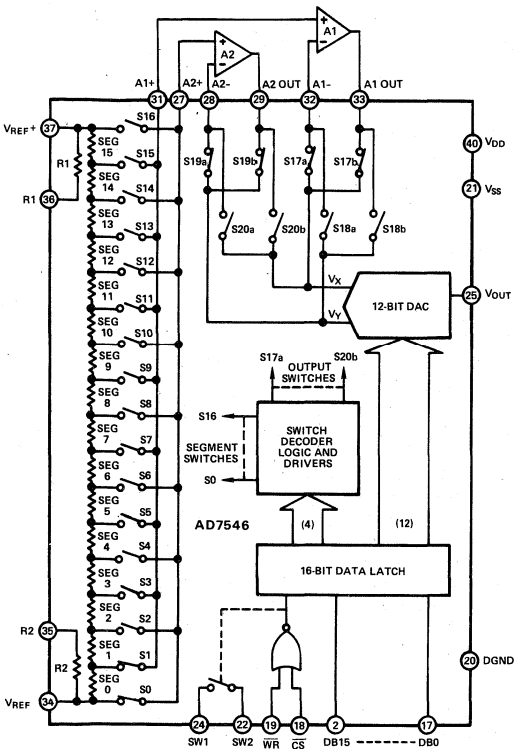 A1
A2
+
−
+
−
A1+
A2+
A2−
A2 OUT
A1−
A1 OUT
31
27
28
29
32
33
VREF+
37
R1
R1
36
SEG 15
SEG 14
SEG 13
SEG 12
SEG 11
SEG 10
SEG 9
SEG 8
SEG 7
SEG 6
SEG 5
SEG 4
SEG 3
SEG 2
SEG 1
SEG 0
S16
S15
S14
S13
S12
S11
S10
S9
S8
S7
S6
S5
S4
S3
S2
S1
S0
S19a
S19b
S17a
S17b
S20a
S20b
S18a
S18b
40
VDD
21
VSS
VX
VY
12-BIT DAC
25
VOUT
S17a
S20b
OUTPUT
SWITCHES
S16
SEGMENT
SWITCHES
S0
SWITCH
DECODER
LOGIC AND
DRIVERS
AD7546
(4)
(12)
16-BIT DATA LATCH
R2
35
R2
VREF
34
20
DGND
24
22
19
18
2
17
SW1
SW2
WR
CS
DB15
DB0